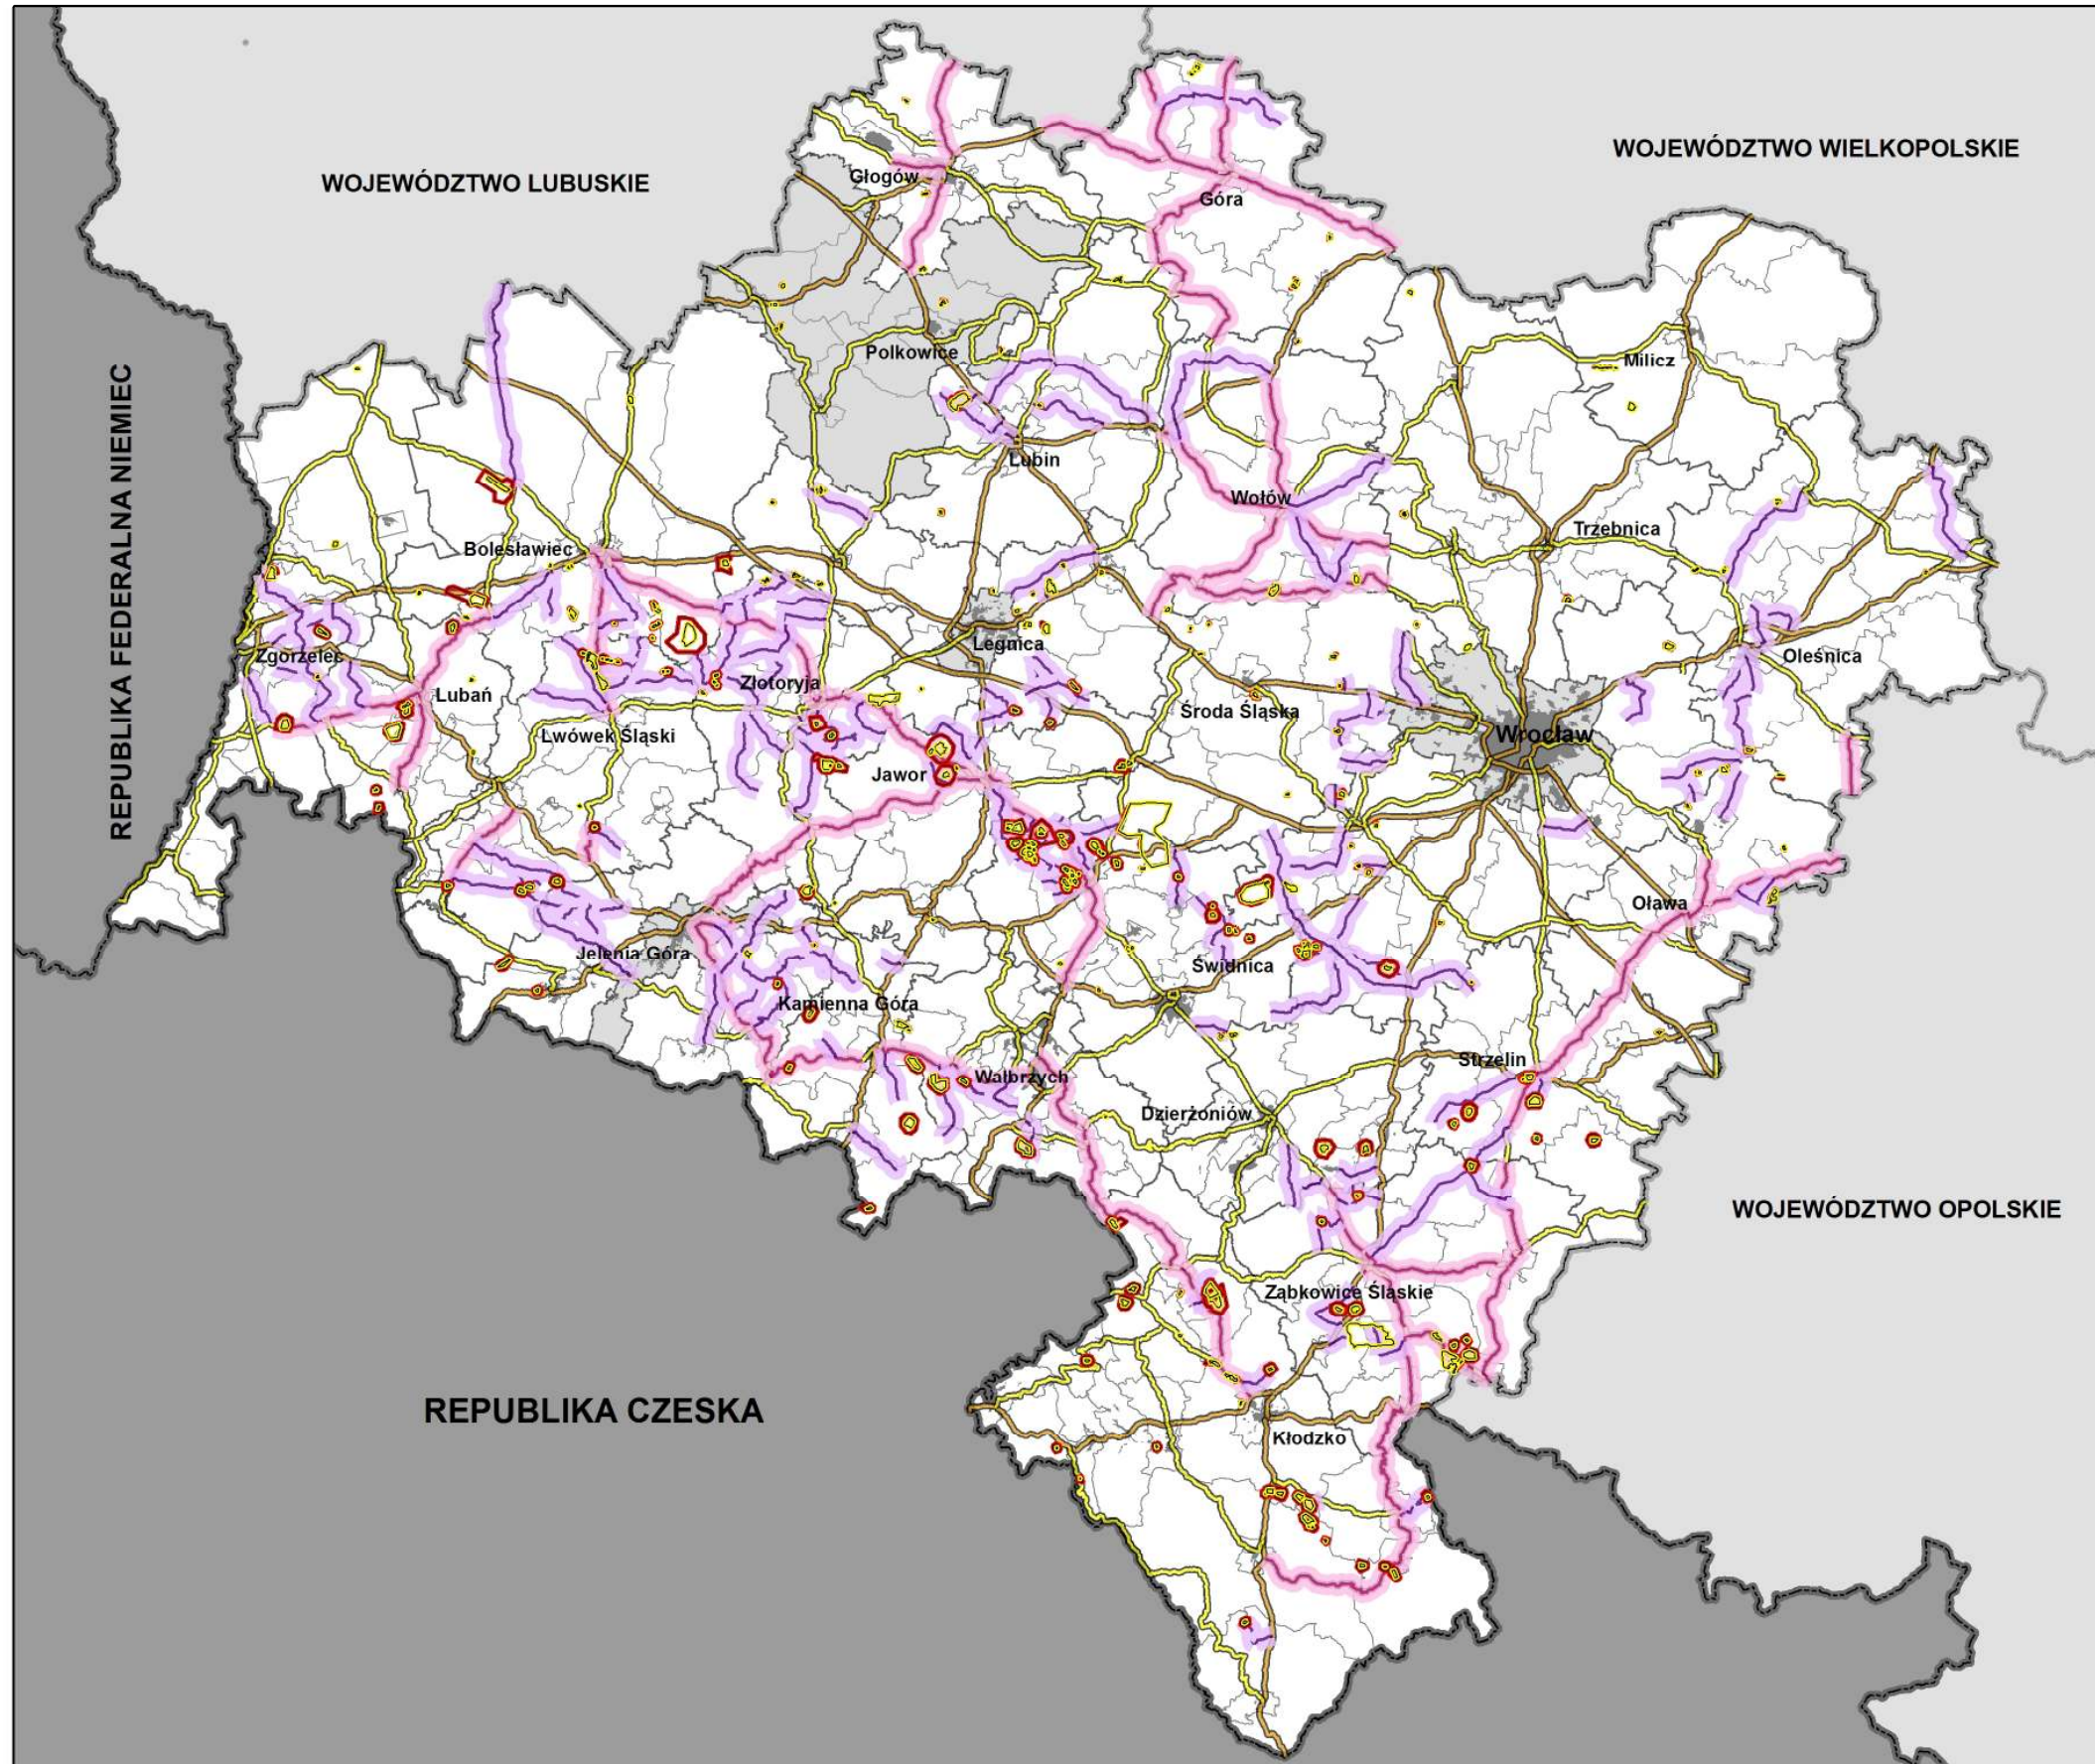 WOJEWÓDZTWO WIELKOPOLSKIE
WOJEWÓDZTWO LUBUSKIE
Głogów
Góra
Polkowice
Milicz
REPUBLIKA FEDERALNA NIEMIEC
Lubin
Wołów
Trzebnica
Bolesławiec
Legnica
Zgorzelec
Oleśnica
Złotoryja
Lubań
Środa Śląska
Lwówek Śląski
Wrocław
Jawor
Oława
Jelenia Góra
Świdnica
Kamienna Góra
Strzelin
Wałbrzych
Dzierżoniów
WOJEWÓDZTWO OPOLSKIE
Ząbkowice Śląskie
REPUBLIKA CZESKA
Kłodzko